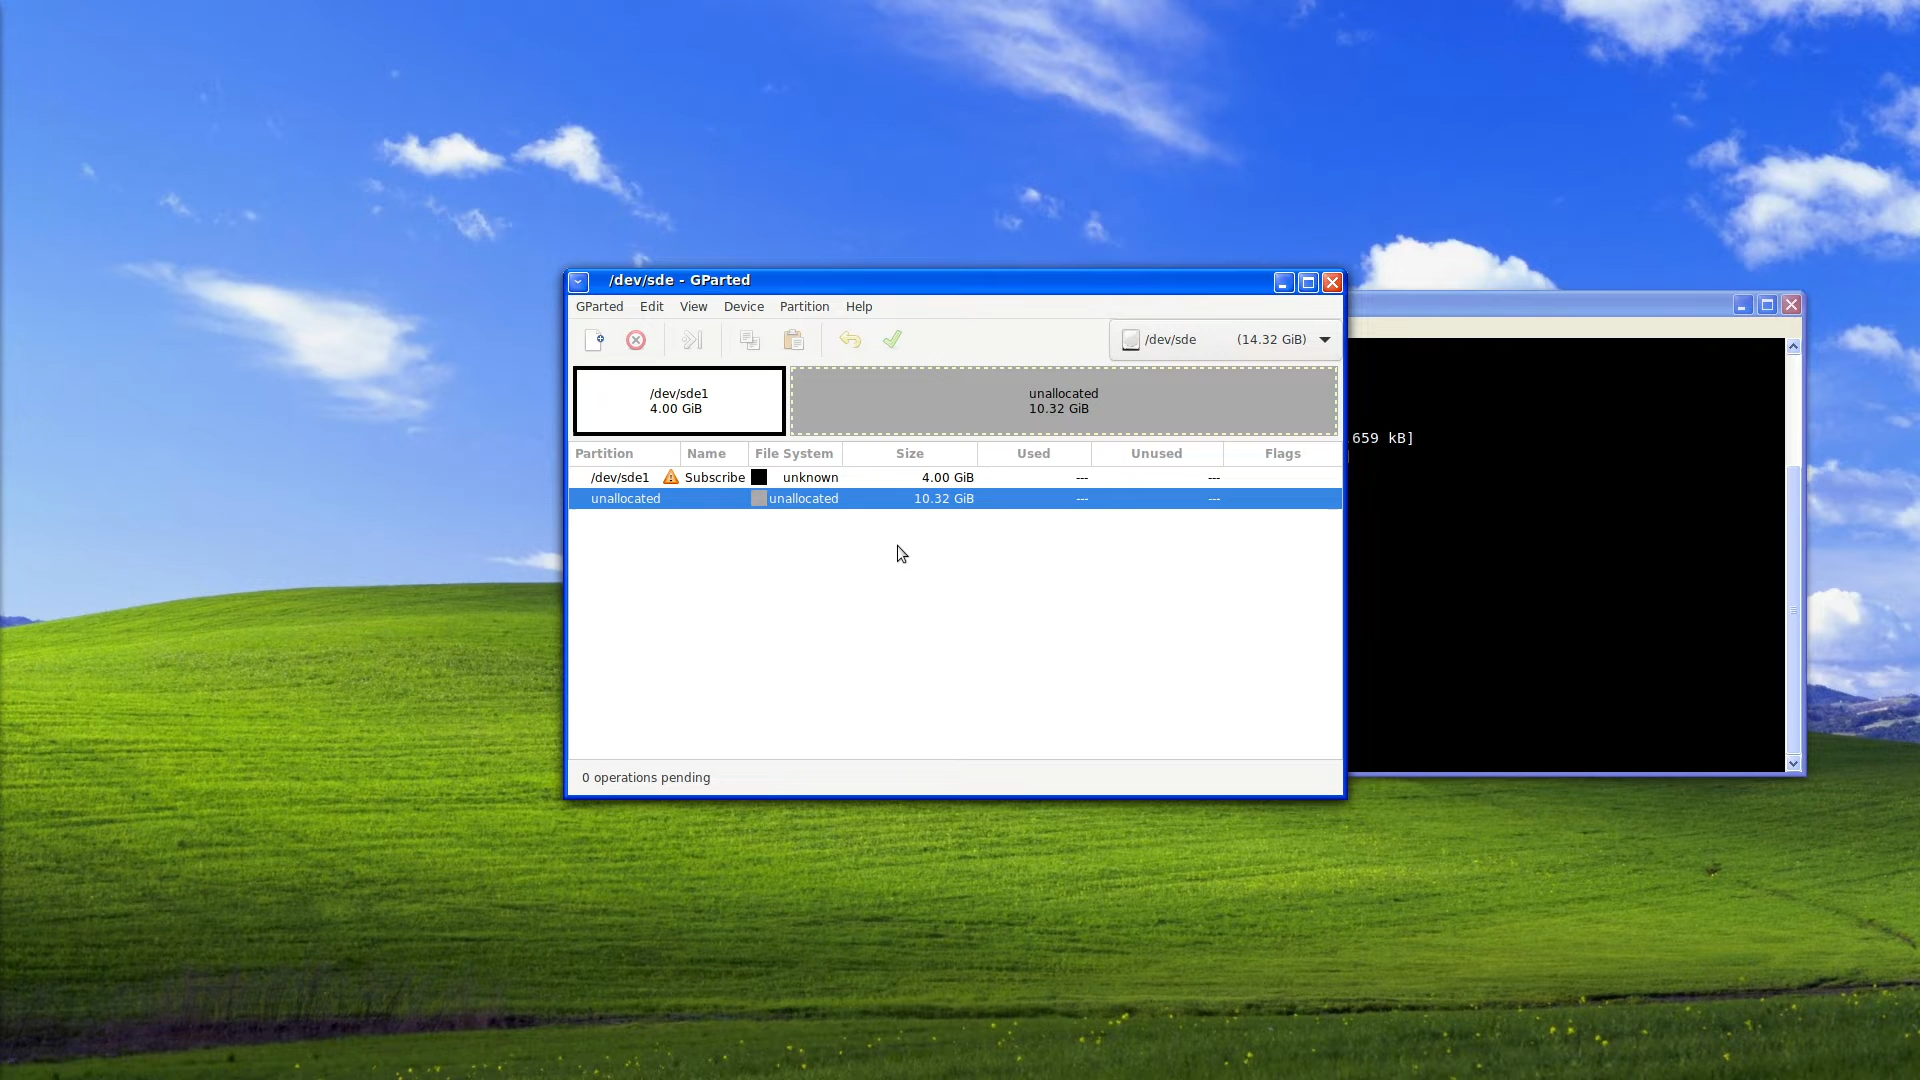 /dev/sde - GParted
GParted Edit View Device Partition Help
/dev/sde (14.32 GiB)
/dev/sde1
4.00 GiB
unallocated
10.32 GiB
Partition Name File System Size Used Unused Flags
/dev/sde1 Subscribe unknown 4.00 GiB --- ---
unallocated unallocated 10.32 GiB --- ---
0 operations pending
659 kB]